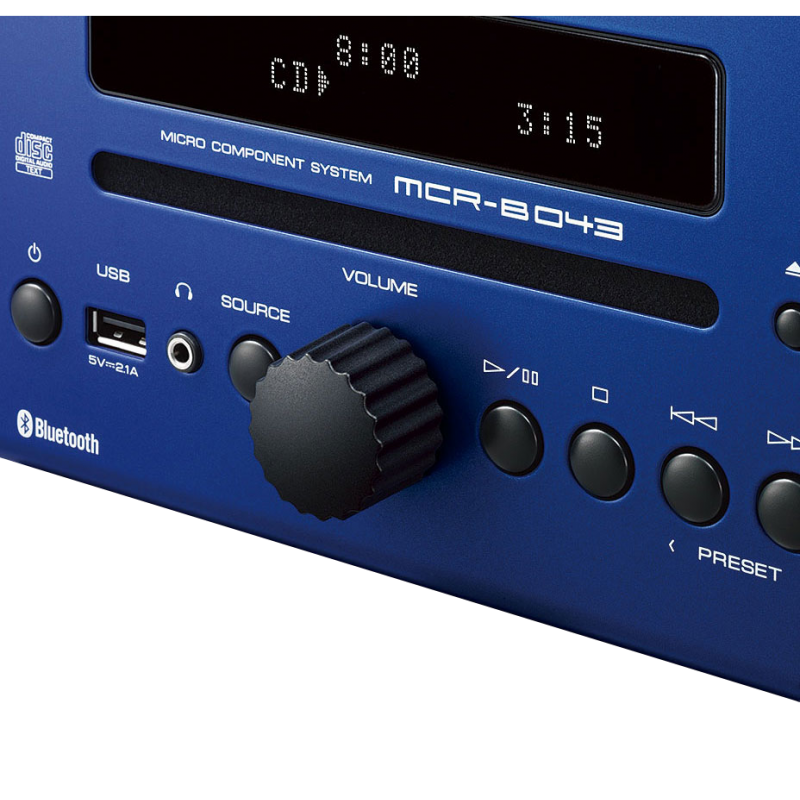 8:00
CD
3:15
COMPACT
disc
DIGITAL AUDIO
TEXT
MICRO COMPONENT SYSTEM MCR-B043
USB
VOLUME
SOURCE
5V⎓2.1A
Bluetooth
PRESET